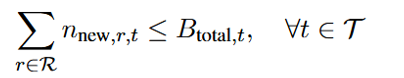 ∑_{r∈ℛ} n_{new,r,t} ≤ B_{total,t}, ∀t ∈ 𝒯